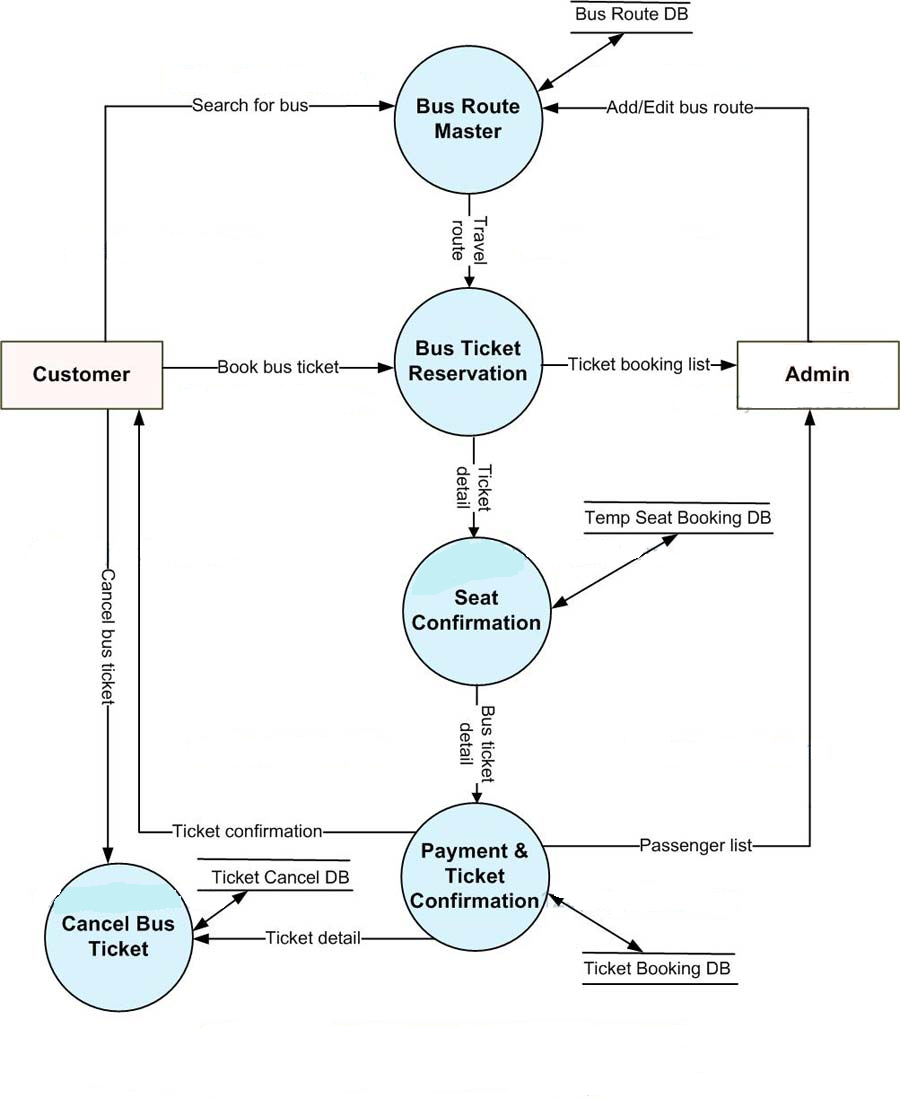 Bus Route DB
Search for bus
Bus Route
Master
Add/Edit bus route
Travel
route
Customer
Book bus ticket
Bus Ticket
Reservation
Ticket booking list
Admin
Ticket
detail
Temp Seat Booking DB
Seat
Confirmation
Cancel bus ticket
Bus ticket
detail
Ticket confirmation
Payment &
Ticket
Confirmation
Passenger list
Ticket Cancel DB
Cancel Bus
Ticket
Ticket detail
Ticket Booking DB